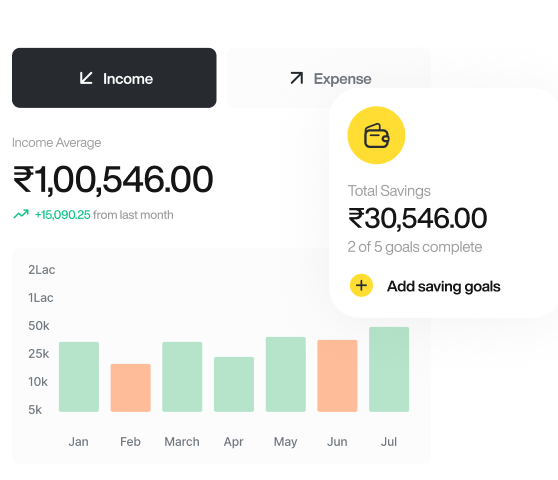 Income
Expense
Income Average
₹1,00,546.00
+15,090.25 from last month
Total Savings
₹30,546.00
2 of 5 goals complete
Add saving goals
2Lac
1Lac
50k
25k
10k
5k
Jan Feb March Apr May Jun Jul